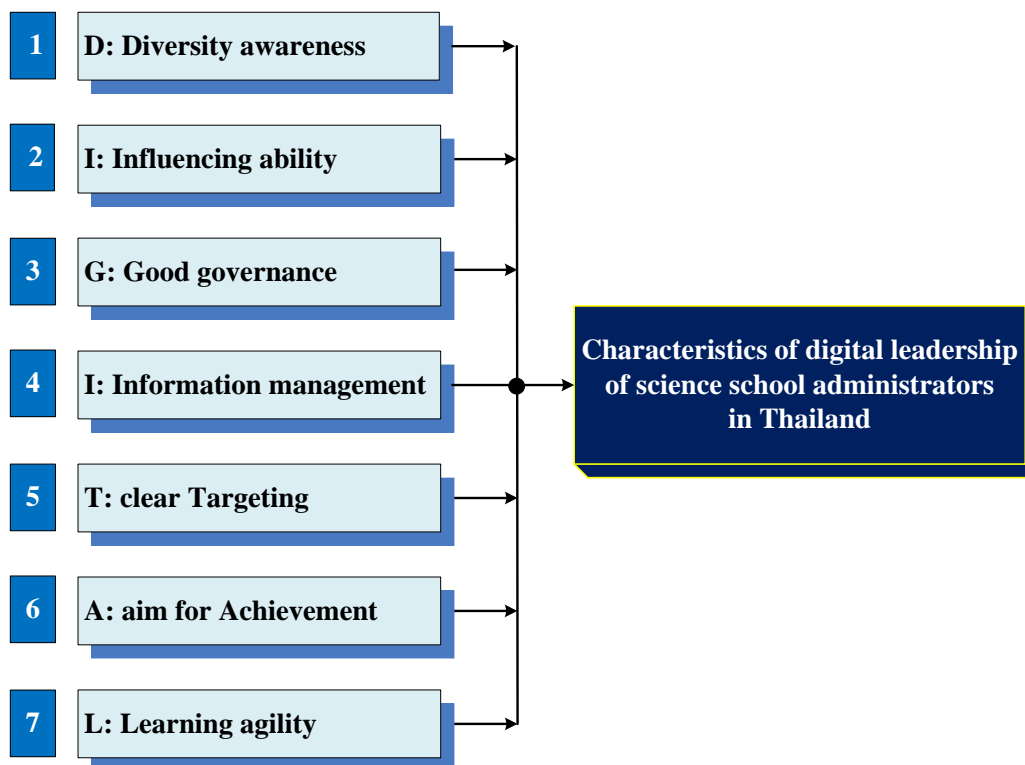 1
D: Diversity awareness
2
I: Influencing ability
3
G: Good governance
4
I: Information management
5
T: clear Targeting
6
A: aim for Achievement
7
L: Learning agility
Characteristics of digital leadership
of science school administrators
in Thailand